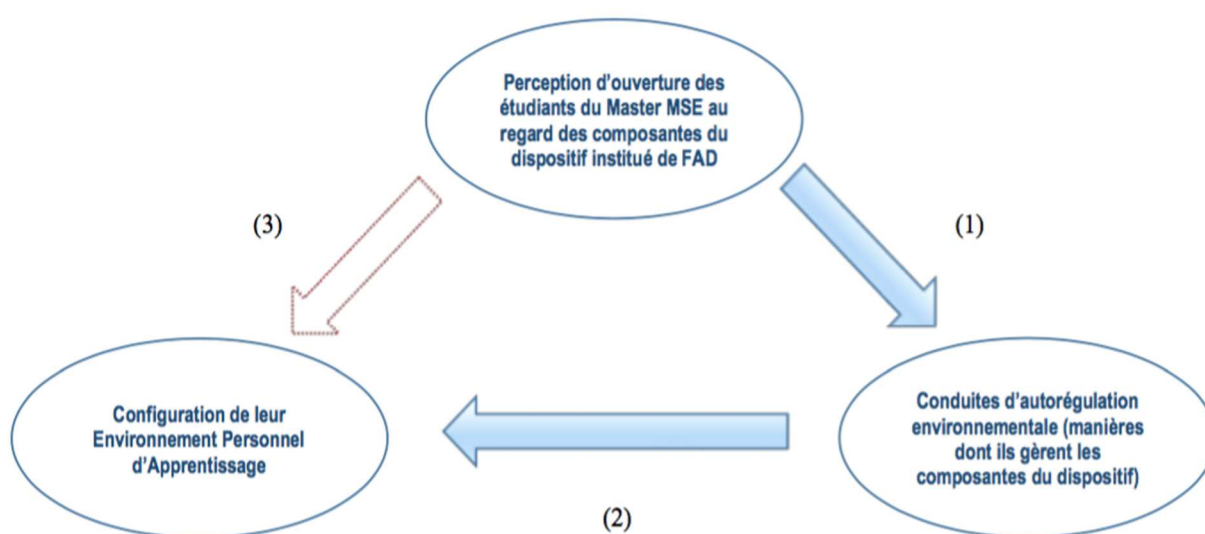 Perception d’ouverture des
étudiants du Master MSE au
regard des composantes du
dispositif institué de FAD
(3)
(1)
Configuration de leur
Environnement Personnel
d’Apprentissage
Conduites d’autorégulation
environnementale (manières
dont ils gèrent les
composantes du dispositif)
(2)